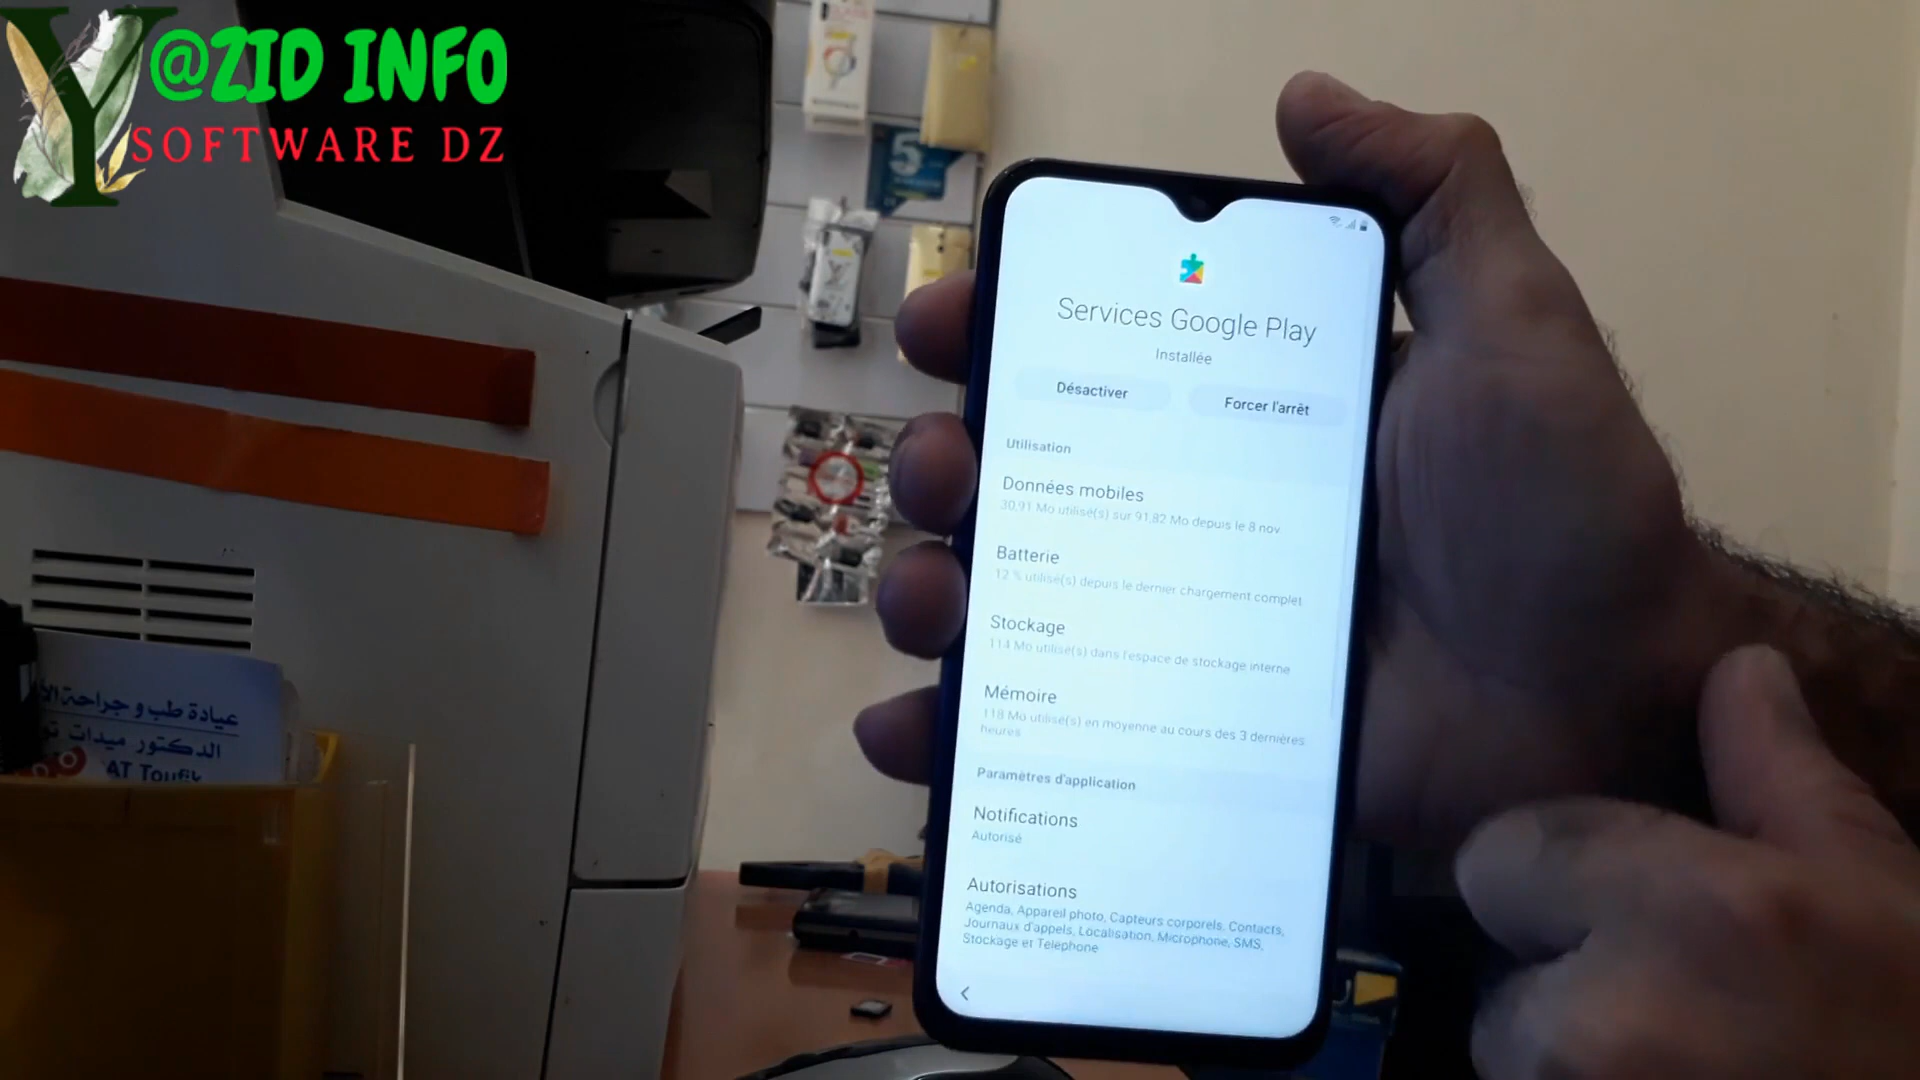 Y@ZID INFO
SOFTWARE DZ
5
Services Google Play
Installée
Désactiver
Forcer l'arrêt
Utilisation
Données mobiles
30,91 Mo utilisé(s) sur 91,82 Mo depuis le 8 nov.
Batterie
12 % utilisé(s) depuis le dernier chargement complet
Stockage
114 Mo utilisé(s) dans l'espace de stockage interne
Mémoire
118 Mo utilisé(s) en moyenne au cours des 3 dernières
heures
Paramètres d'application
Notifications
Autorisé
Autorisations
Agenda, Appareil photo, Capteurs corporels, Contacts,
Journaux d'appels, Localisation, Microphone, SMS,
Stockage et Téléphone
عيادة طب و جراحة
الدكتور ميدات
AT Toufik